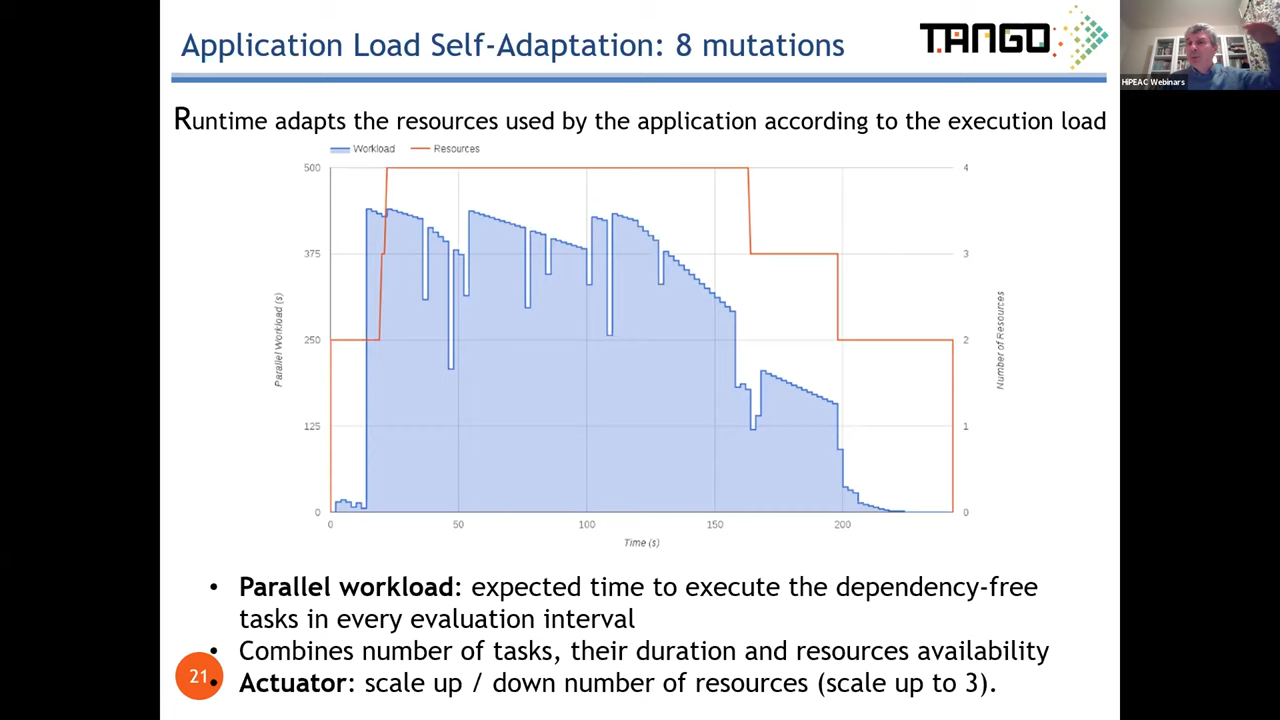 Application Load Self-Adaptation: 8 mutations
TANGO
HiPEAC Webinars
Runtime adapts the resources used by the application according to the execution load
Workload Resources
500 4
375 3
250 2
125 1
0 0
Parallel Workload (s)
Number of Resources
0 50 100 150 200
Time (s)
• Parallel workload: expected time to execute the dependency-free
tasks in every evaluation interval
• Combines number of tasks, their duration and resources availability
• Actuator: scale up / down number of resources (scale up to 3).
21